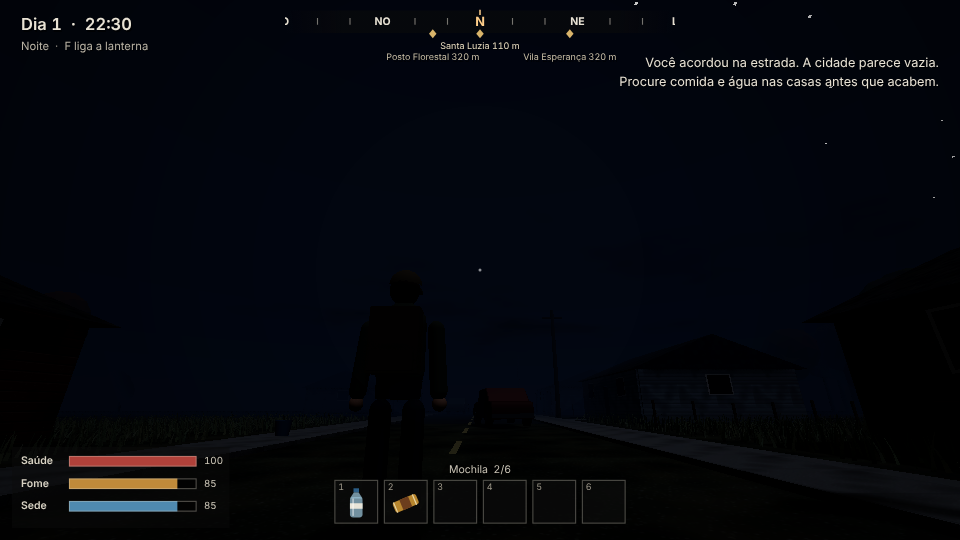 Dia 1 · 22:30
Noite · F liga a lanterna
NO
N
NE
Santa Luzia 110 m
Posto Florestal 320 m
Vila Esperança 320 m
Você acordou na estrada. A cidade parece vazia.
Procure comida e água nas casas antes que acabem.
Saúde 100
Fome 85
Sede 85
Mochila 2/6
1 2 3 4 5 6